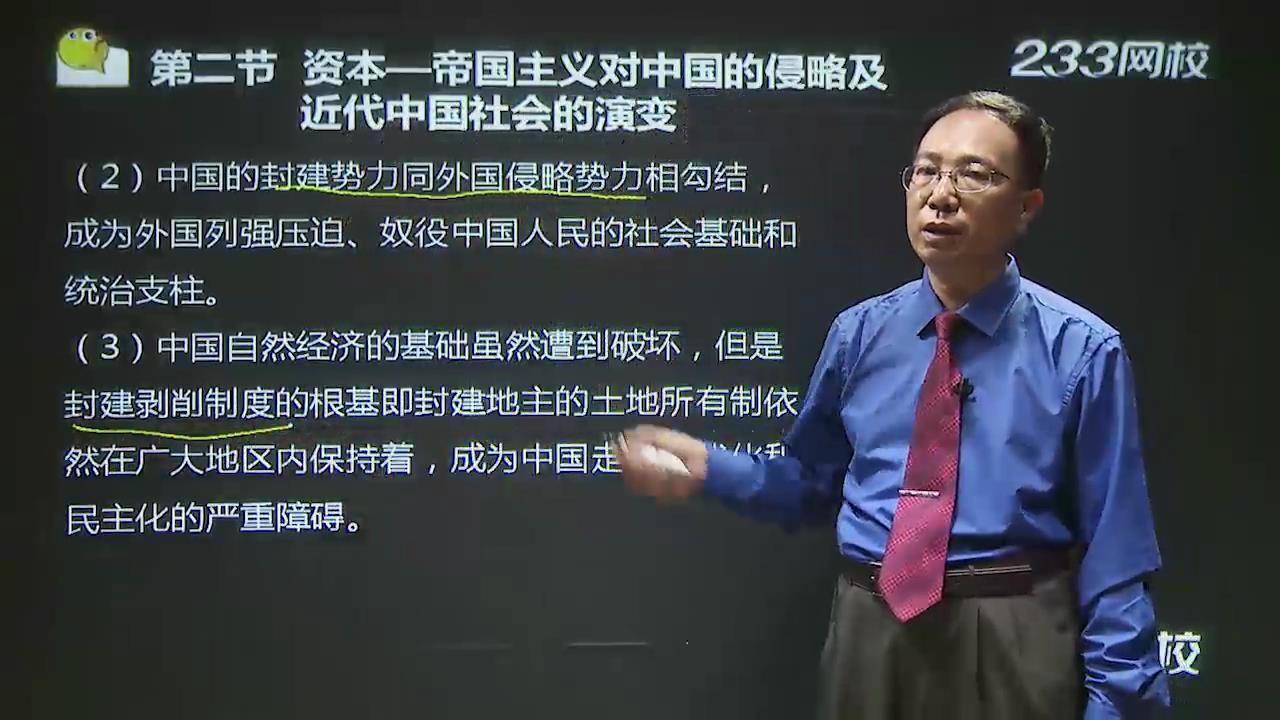 第二节 资本—帝国主义对中国的侵略及
近代中国社会的演变
233网校
（2）中国的封建势力同外国侵略势力相勾结，
成为外国列强压迫、奴役中国人民的社会基础和
统治支柱。
（3）中国自然经济的基础虽然遭到破坏，但是
封建剥削制度的根基即封建地主的土地所有制依
然在广大地区内保持着，成为中国走
民主化的严重障碍。
校